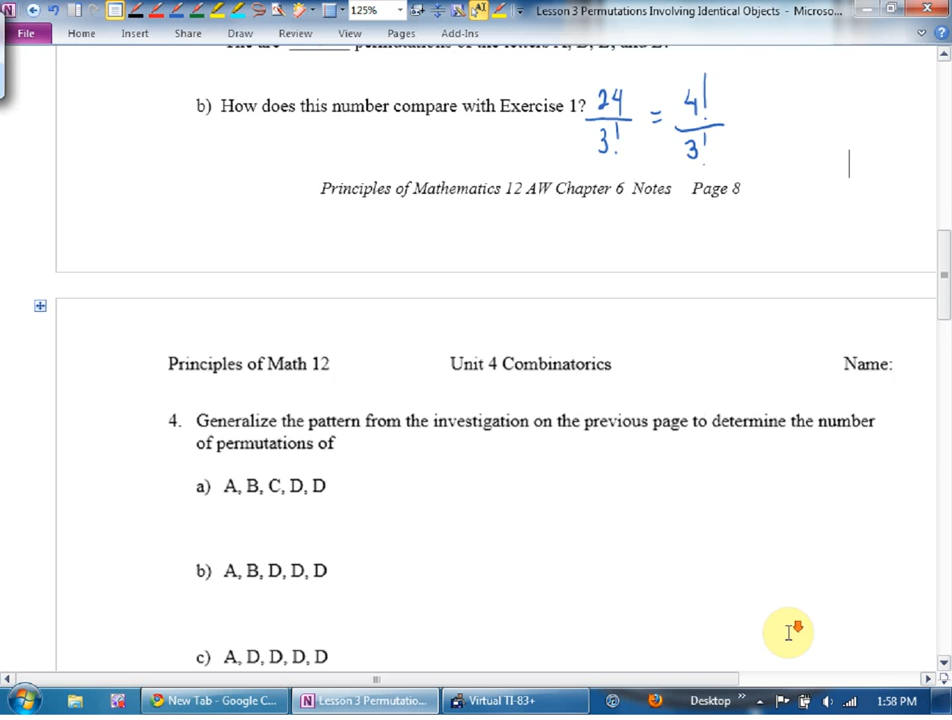 Lesson 3 Permutations Involving Identical Objects - Microso...
125%
File Home Insert Share Draw Review View Pages Add-Ins
permutations of the letters
b) How does this number compare with Exercise 1? 24/3! = 4!/3!
Principles of Mathematics 12 AW Chapter 6 Notes Page 8
Principles of Math 12 Unit 4 Combinatorics Name:
4. Generalize the pattern from the investigation on the previous page to determine the number
of permutations of
a) A, B, C, D, D
b) A, B, D, D, D
c) A, D, D, D, D
New Tab - Google C... Lesson 3 Permutatio... Virtual TI-83+ Desktop 1:58 PM